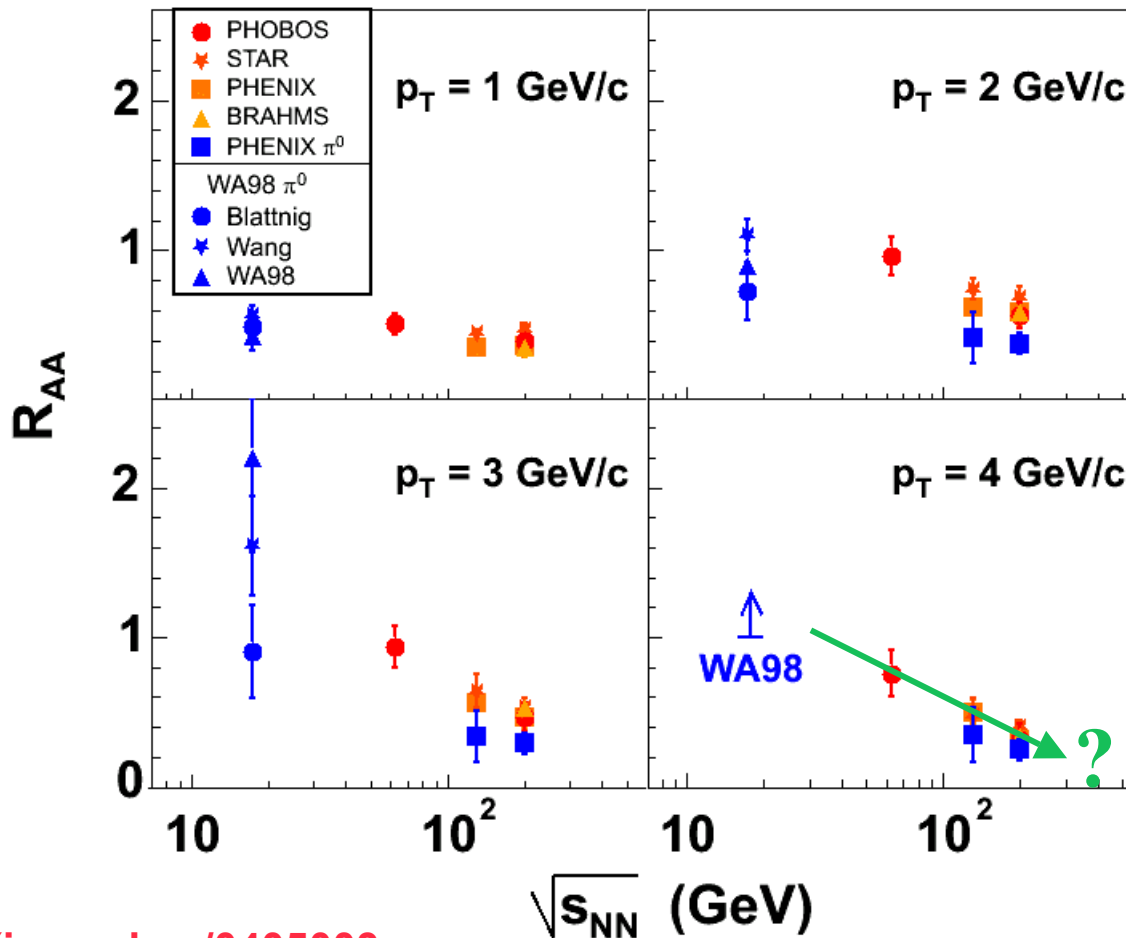 PHOBOS
STAR
PHENIX
BRAHMS
PHENIX π⁰
WA98 π⁰
Blattnig
Wang
WA98
p_T = 1 GeV/c
p_T = 2 GeV/c
2
1
R_AA
p_T = 3 GeV/c
p_T = 4 GeV/c
2
1
0
WA98
?
10 10² 10 10²
√s_NN (GeV)